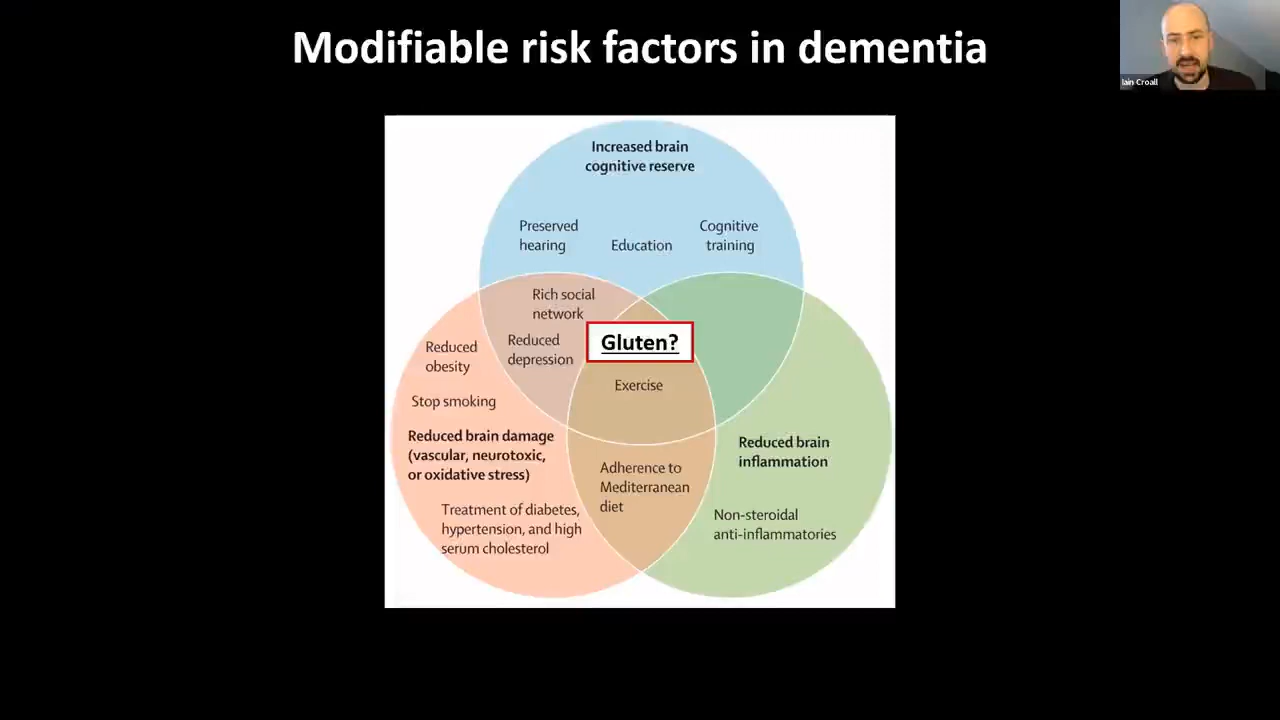 Modifiable risk factors in dementia
Iain Croall
Increased brain
cognitive reserve
Preserved
hearing
Education
Cognitive
training
Rich social
network
Reduced
depression
Gluten?
Exercise
Reduced
obesity
Stop smoking
Reduced brain damage
(vascular, neurotoxic,
or oxidative stress)
Treatment of diabetes,
hypertension, and high
serum cholesterol
Adherence to
Mediterranean
diet
Reduced brain
inflammation
Non-steroidal
anti-inflammatories